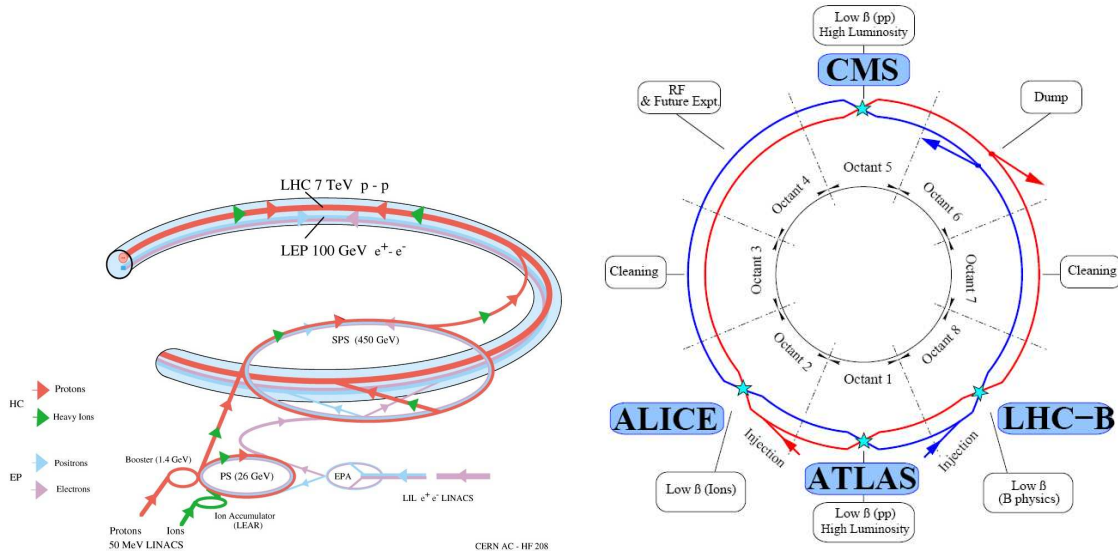 LHC 7 TeV p - p
LEP 100 GeV e+- e-
SPS (450 GeV)
HC
Protons
Heavy Ions
EP
Positrons
Electrons
Booster (1.4 GeV)
PS (26 GeV)
EPA
LIL e+ e- LINACS
Ion Accumulator
(LEAR)
Protons
Ions
50 MeV LINACS
CERN AC - HF 208
Low ß (pp)
High Luminosity
CMS
RF
& Future Expt.
Dump
Octant 5
Octant 4
Octant 6
Octant 3
Octant 7
Cleaning
Cleaning
Octant 2
Octant 8
Octant 1
ALICE
LHC-B
Injection
Injection
ATLAS
Low ß (Ions)
Low ß
(B physics)
Low ß (pp)
High Luminosity